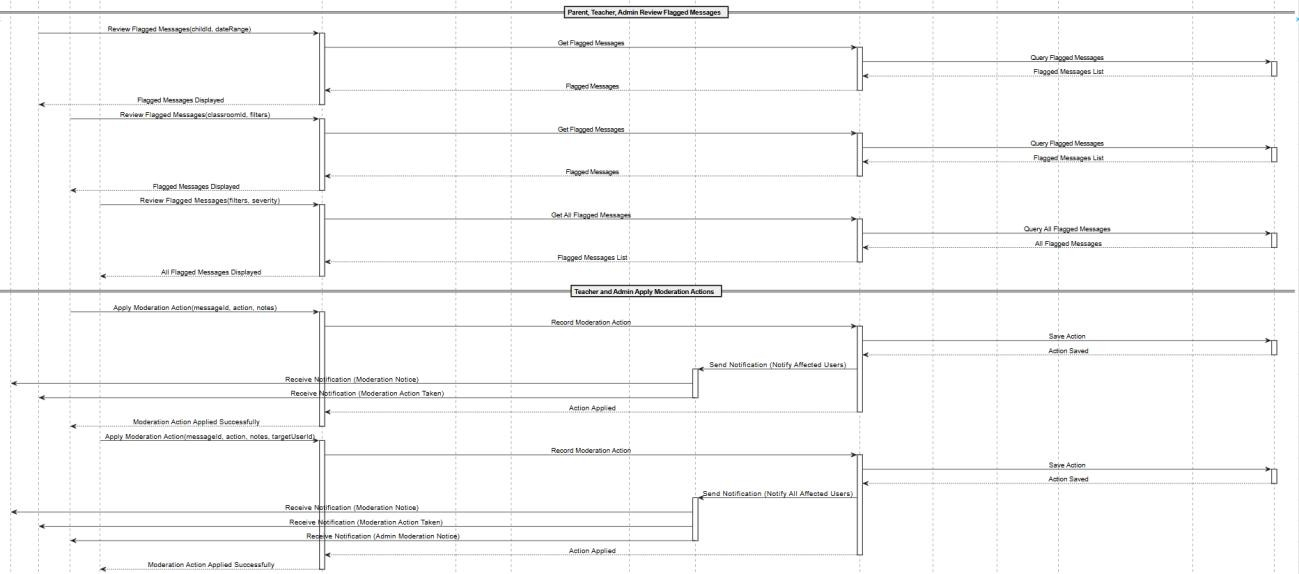 Parent, Teacher, Admin Review Flagged Messages
Review Flagged Messages(childId, dateRange)
Get Flagged Messages
Query Flagged Messages
Flagged Messages List
Flagged Messages
Flagged Messages Displayed
Review Flagged Messages(classroomId, filters)
Get Flagged Messages
Query Flagged Messages
Flagged Messages List
Flagged Messages
Flagged Messages Displayed
Review Flagged Messages(filters, severity)
Get All Flagged Messages
Query All Flagged Messages
All Flagged Messages
Flagged Messages List
All Flagged Messages Displayed
Teacher and Admin Apply Moderation Actions
Apply Moderation Action(messageId, action, notes)
Record Moderation Action
Save Action
Action Saved
Send Notification (Notify Affected Users)
Receive Notification (Moderation Notice)
Receive Notification (Moderation Action Taken)
Action Applied
Moderation Action Applied Successfully
Apply Moderation Action(messageId, action, notes, targetUserId)
Record Moderation Action
Save Action
Action Saved
Send Notification (Notify All Affected Users)
Receive Notification (Moderation Notice)
Receive Notification (Moderation Action Taken)
Receive Notification (Admin Moderation Notice)
Action Applied
Moderation Action Applied Successfully